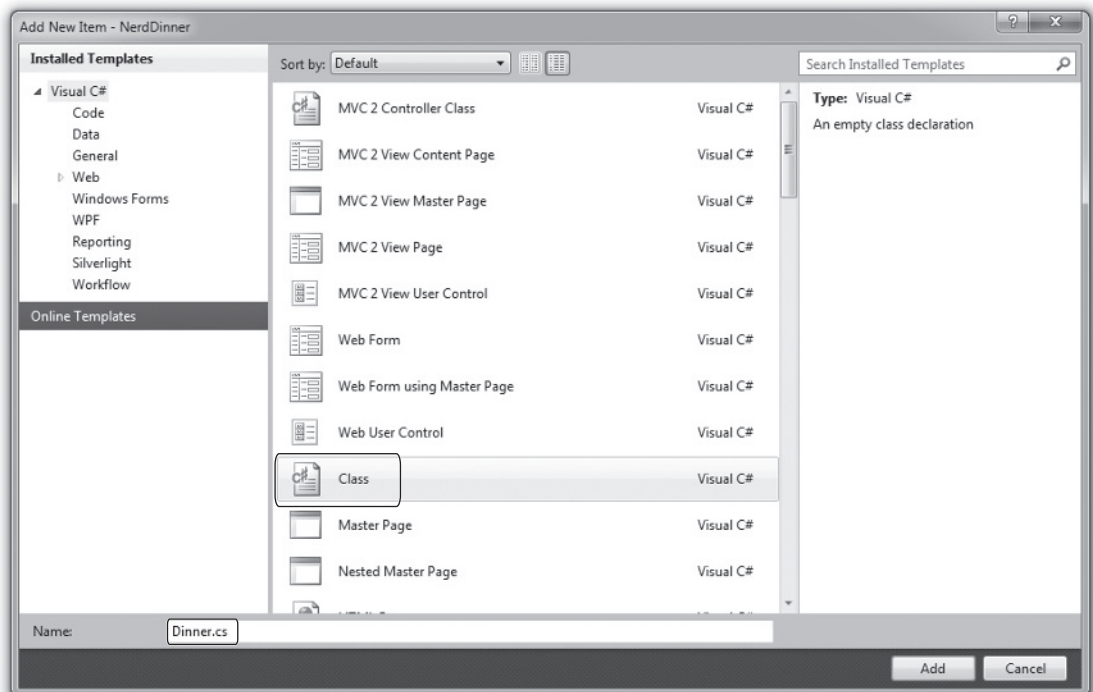 Add New Item - NerdDinner
Installed Templates
Visual C#
Code
Data
General
Web
Windows Forms
WPF
Reporting
Silverlight
Workflow
Online Templates
Sort by: Default
Search Installed Templates
MVC 2 Controller Class Visual C#
MVC 2 View Content Page Visual C#
MVC 2 View Master Page Visual C#
MVC 2 View Page Visual C#
MVC 2 View User Control Visual C#
Web Form Visual C#
Web Form using Master Page Visual C#
Web User Control Visual C#
Class Visual C#
Master Page Visual C#
Nested Master Page Visual C#
Type: Visual C#
An empty class declaration
Name: Dinner.cs
Add Cancel